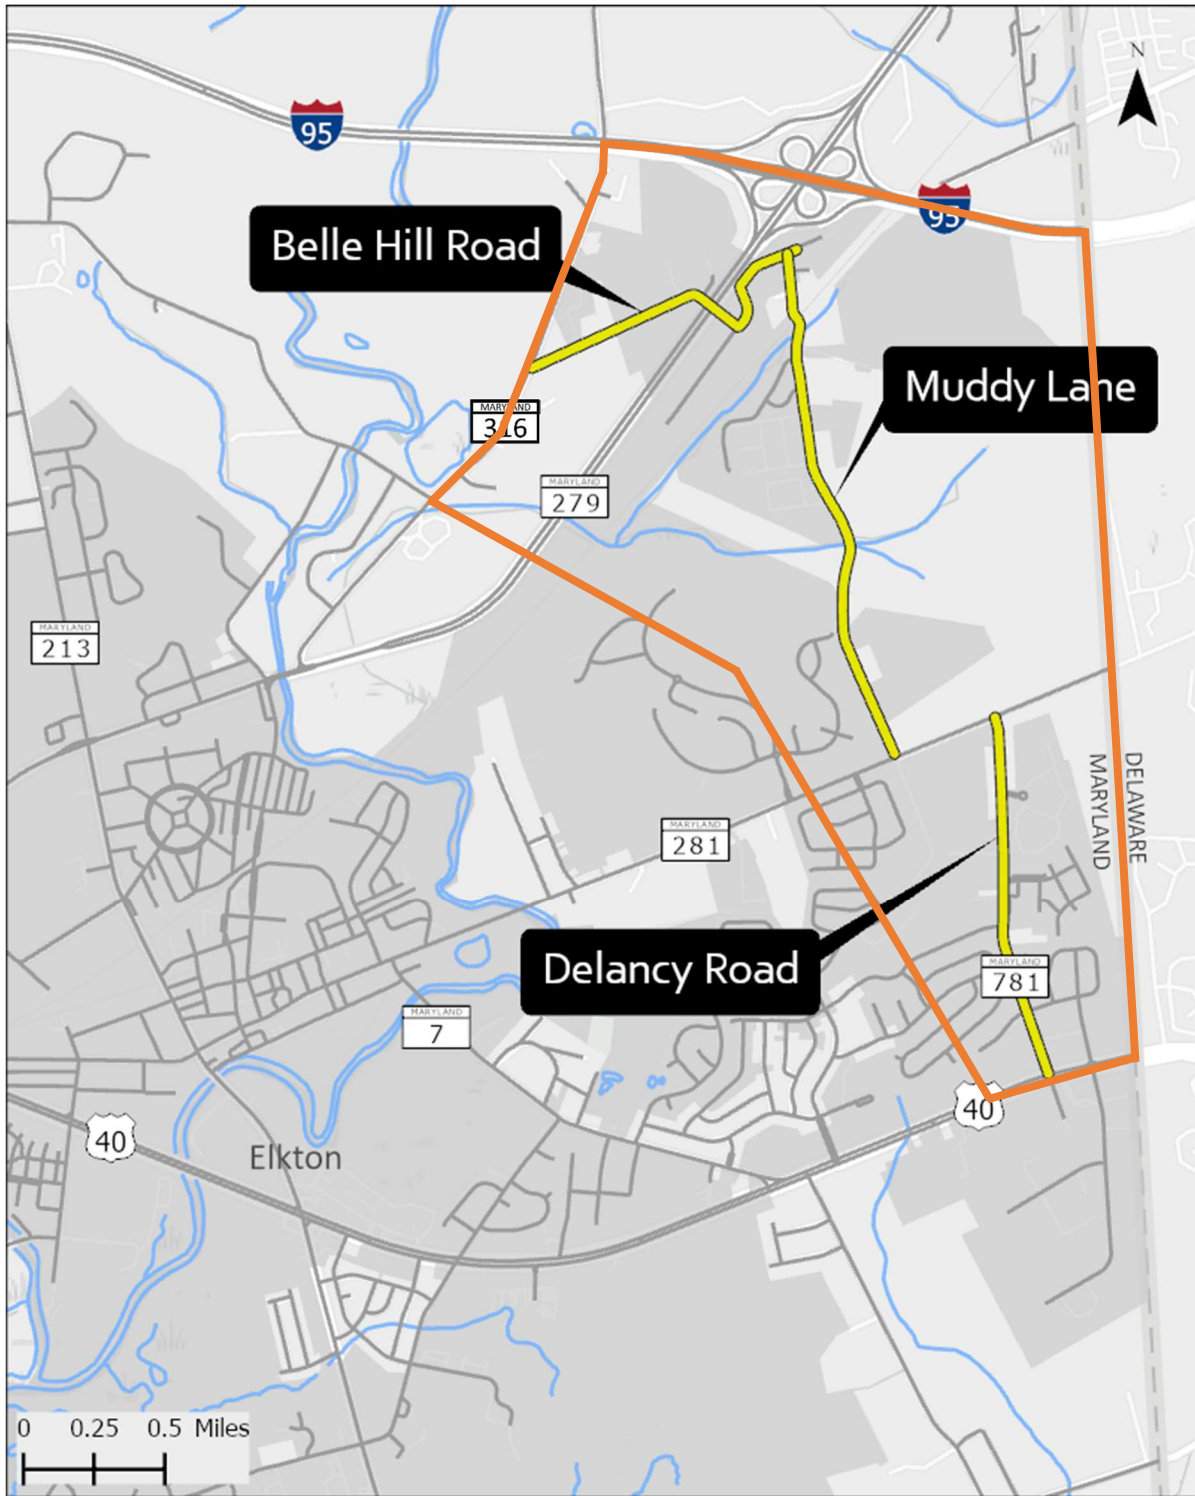 N
95
95
Belle Hill Road
Muddy Lane
MARYLAND
316
MARYLAND
279
MARYLAND
213
DELAWARE
MARYLAND
MARYLAND
281
Delancy Road
MARYLAND
781
MARYLAND
7
40
40
Elkton
0 0.25 0.5 Miles